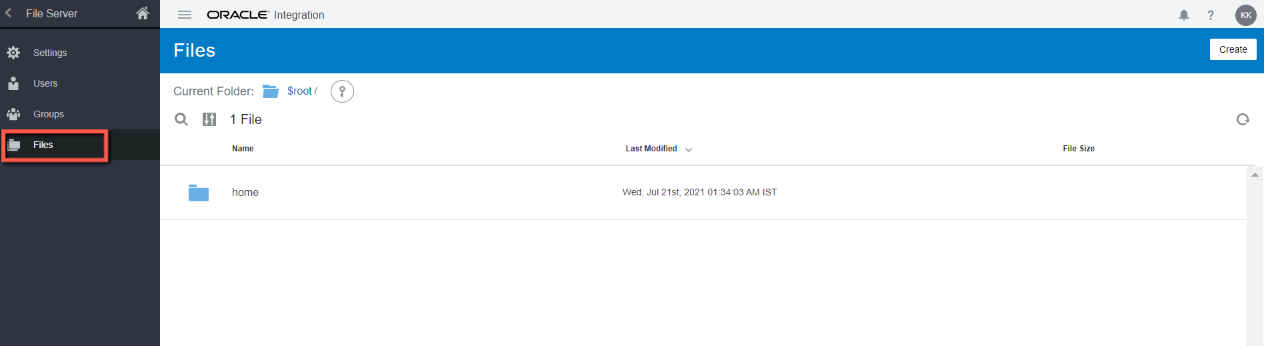 File Server
ORACLE Integration
KK
Settings
Users
Groups
Files
Files
Create
Current Folder: $root /
1 File
Name Last Modified File Size
home Wed, Jul 21st, 2021 01:34:03 AM IST